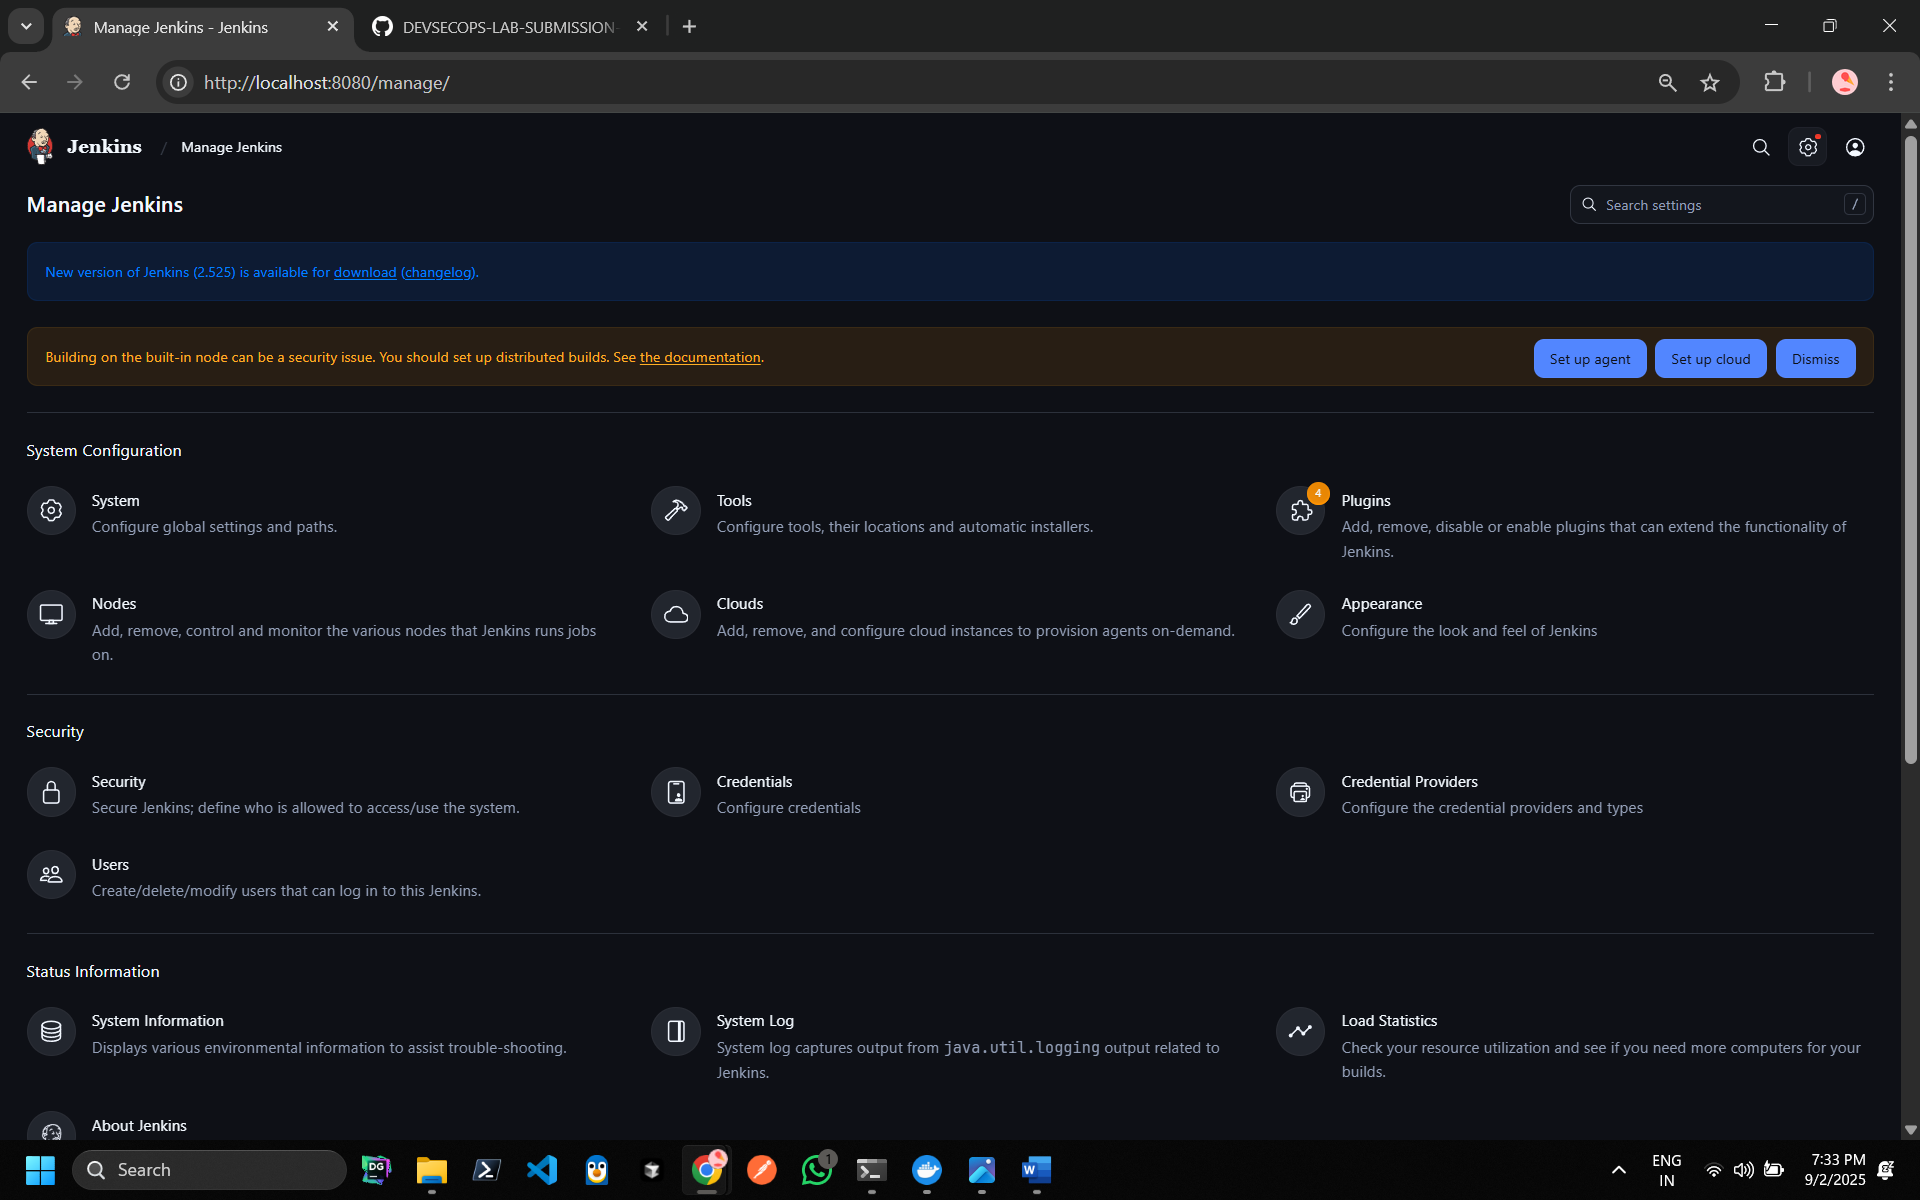 Manage Jenkins - Jenkins
DEVSECOPS-LAB-SUBMISSION-
http://localhost:8080/manage/
Jenkins / Manage Jenkins
Manage Jenkins
Search settings /
New version of Jenkins (2.525) is available for download (changelog).
Building on the built-in node can be a security issue. You should set up distributed builds. See the documentation.
Set up agent
Set up cloud
Dismiss
System Configuration
System
Configure global settings and paths.
Tools
Configure tools, their locations and automatic installers.
4
Plugins
Add, remove, disable or enable plugins that can extend the functionality of
Jenkins.
Nodes
Add, remove, control and monitor the various nodes that Jenkins runs jobs
on.
Clouds
Add, remove, and configure cloud instances to provision agents on-demand.
Appearance
Configure the look and feel of Jenkins
Security
Security
Secure Jenkins; define who is allowed to access/use the system.
Credentials
Configure credentials
Credential Providers
Configure the credential providers and types
Users
Create/delete/modify users that can log in to this Jenkins.
Status Information
System Information
Displays various environmental information to assist trouble-shooting.
System Log
System log captures output from java.util.logging output related to
Jenkins.
Load Statistics
Check your resource utilization and see if you need more computers for your
builds.
About Jenkins
Search
DG
1
W
ENG
IN
7:33 PM
9/2/2025